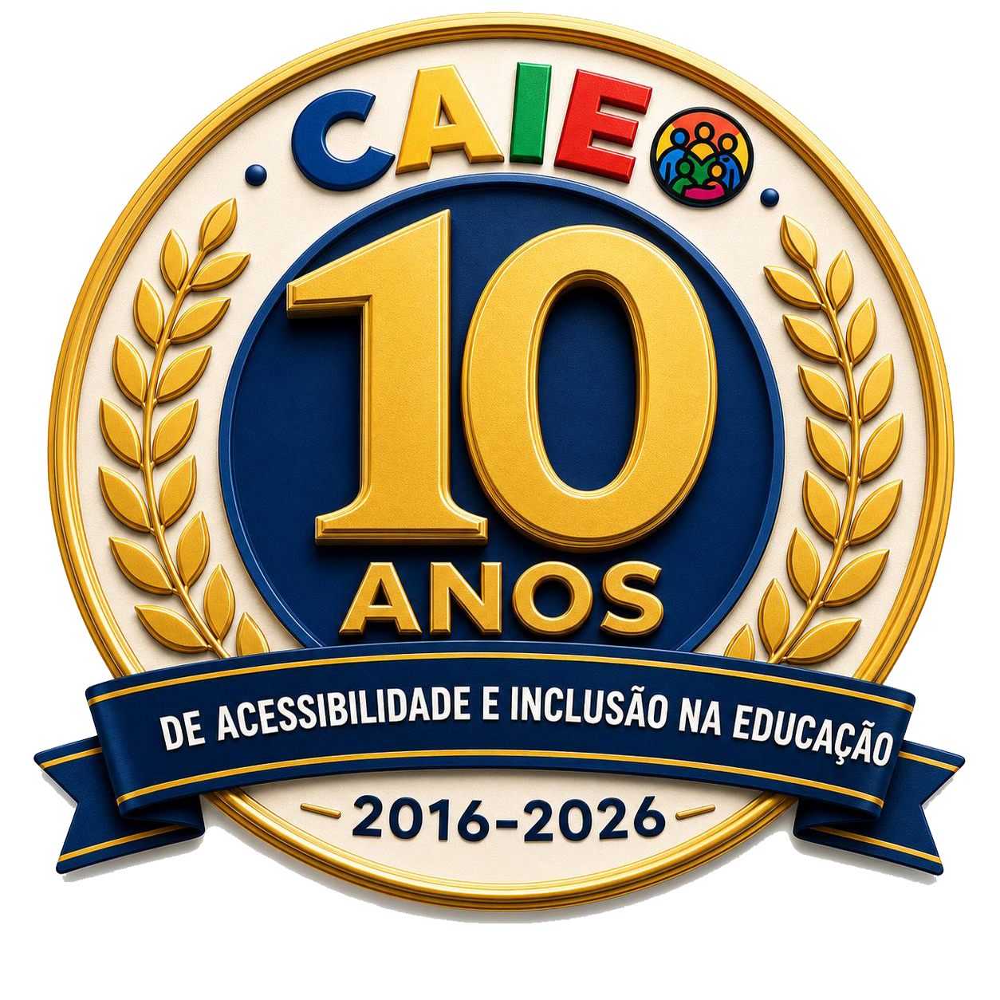 CAIE
10
ANOS
DE ACESSIBILIDADE E INCLUSÃO NA EDUCAÇÃO
2016-2026